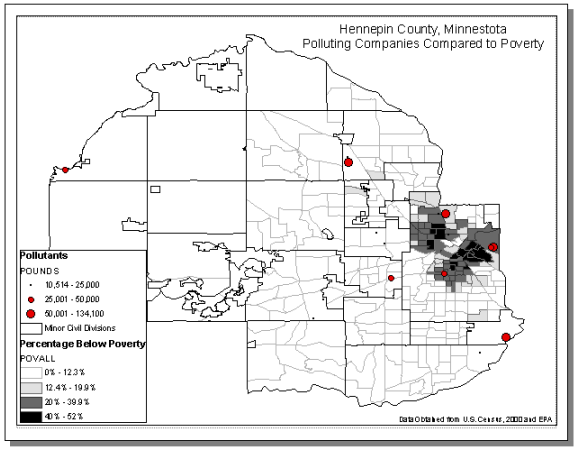 Hennepin County, Minnestota
Polluting Companies Compared to Poverty
Pollutants
POUNDS
10,514 - 25,000
25,001 - 50,000
50,001 - 134,100
Minor Civil Divisions
Percentage Below Poverty
POVALL
0% - 12.3%
12.4% - 19.9%
20% - 39.9%
40% - 52%
Data Obtained from U.S. Census, 2000 and EPA